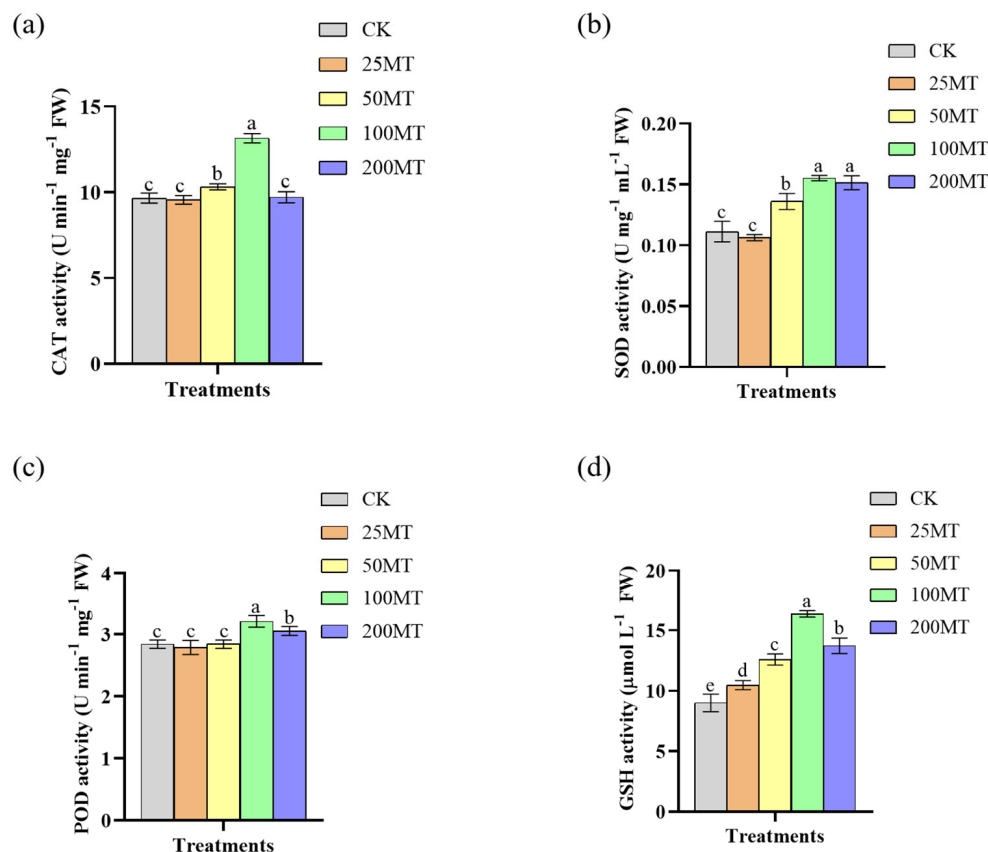 (a)
CK
25MT
50MT
100MT
200MT
CAT activity (U min⁻¹ mg⁻¹ FW)
15
10
5
0
c
c
b
a
c
Treatments
(b)
CK
25MT
50MT
100MT
200MT
SOD activity (U mg⁻¹ mL⁻¹ FW)
0.20
0.15
0.10
0.05
0.00
c
c
b
a
a
Treatments
(c)
CK
25MT
50MT
100MT
200MT
POD activity (U min⁻¹ mg⁻¹ FW)
4
3
2
1
0
c
c
c
a
b
Treatments
(d)
CK
25MT
50MT
100MT
200MT
GSH activity (μmol L⁻¹ FW)
20
15
10
5
0
e
d
c
a
b
Treatments